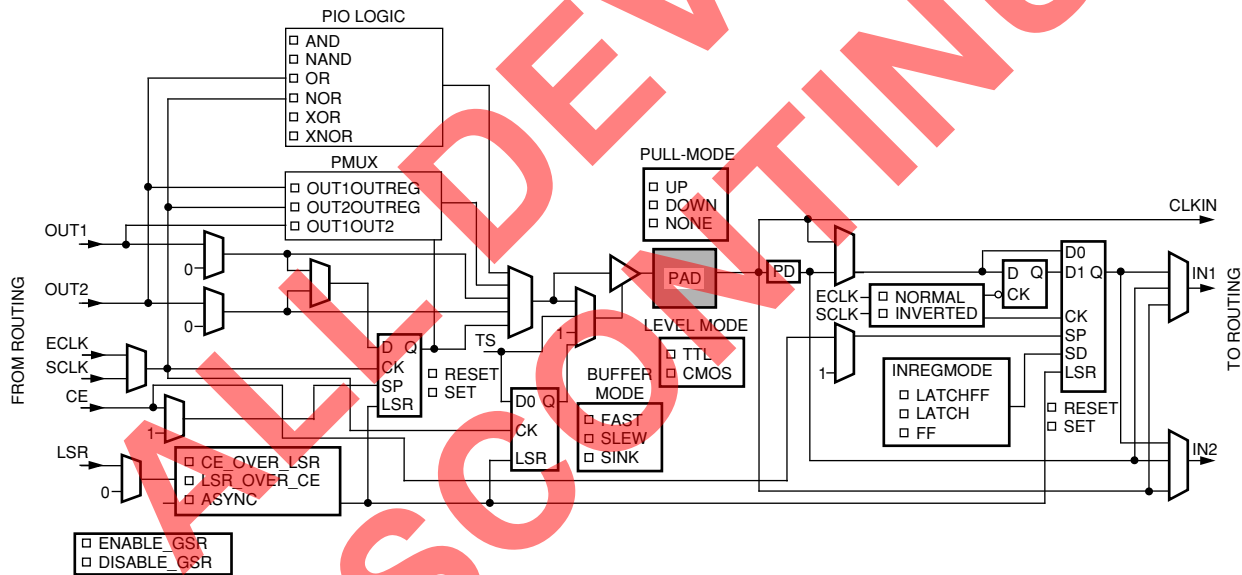 PIO LOGIC
AND
NAND
OR
NOR
XOR
XNOR
PMUX
OUT1OUTREG
OUT2OUTREG
OUT1OUT2
PULL-MODE
UP
DOWN
NONE
CLKIN
OUT1
0
OUT2
0
FROM ROUTING
ECLK
SCLK
CE
1
LSR
0
D Q
CK
SP
LSR
RESET
SET
TS
1
D0 Q
CK
LSR
PAD
LEVEL MODE
TTL
CMOS
BUFFER
MODE
FAST
SLEW
SINK
CE_OVER_LSR
LSR_OVER_CE
ASYNC
ENABLE_GSR
DISABLE_GSR
PD
ECLK
SCLK
NORMAL
INVERTED
1
D Q
CK
D0
D1 Q
CK
SP
SD
LSR
INREGMODE
LATCHFF
LATCH
FF
RESET
SET
IN1
IN2
TO ROUTING
ALL DEV
SCONTINU